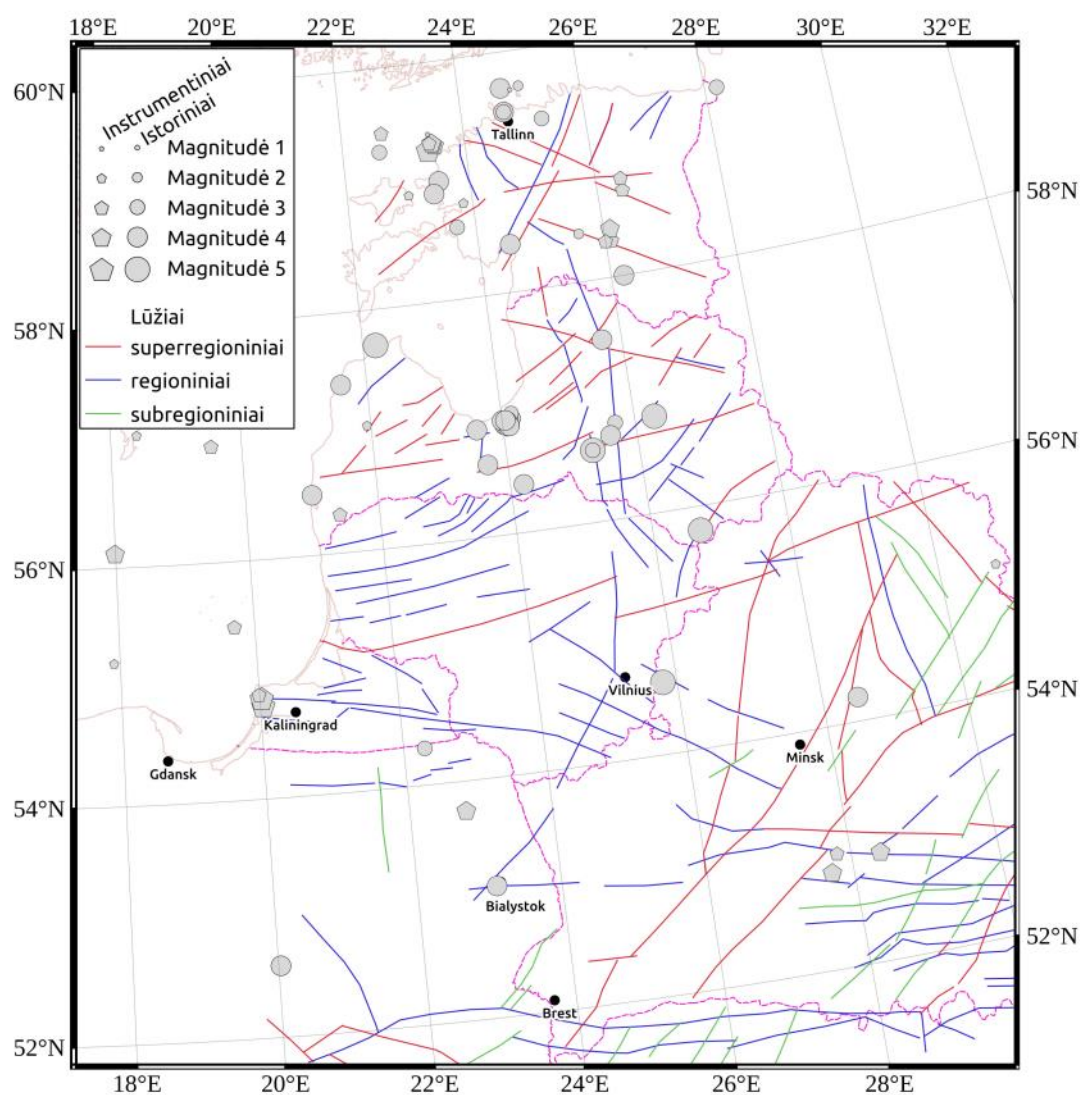 18°E 20°E 22°E 24°E 26°E 28°E 30°E 32°E
Instrumentiniai
Istoriniai
Magnitudė 1
Magnitudė 2
Magnitudė 3
Magnitudė 4
Magnitudė 5
Lūžiai
superregioniniai
regioniniai
subregioniniai
60°N
58°N
56°N
54°N
52°N
58°N
56°N
54°N
52°N
Tallinn
Vilnius
Kaliningrad
Gdansk
Minsk
Bialystok
Brest
18°E 20°E 22°E 24°E 26°E 28°E